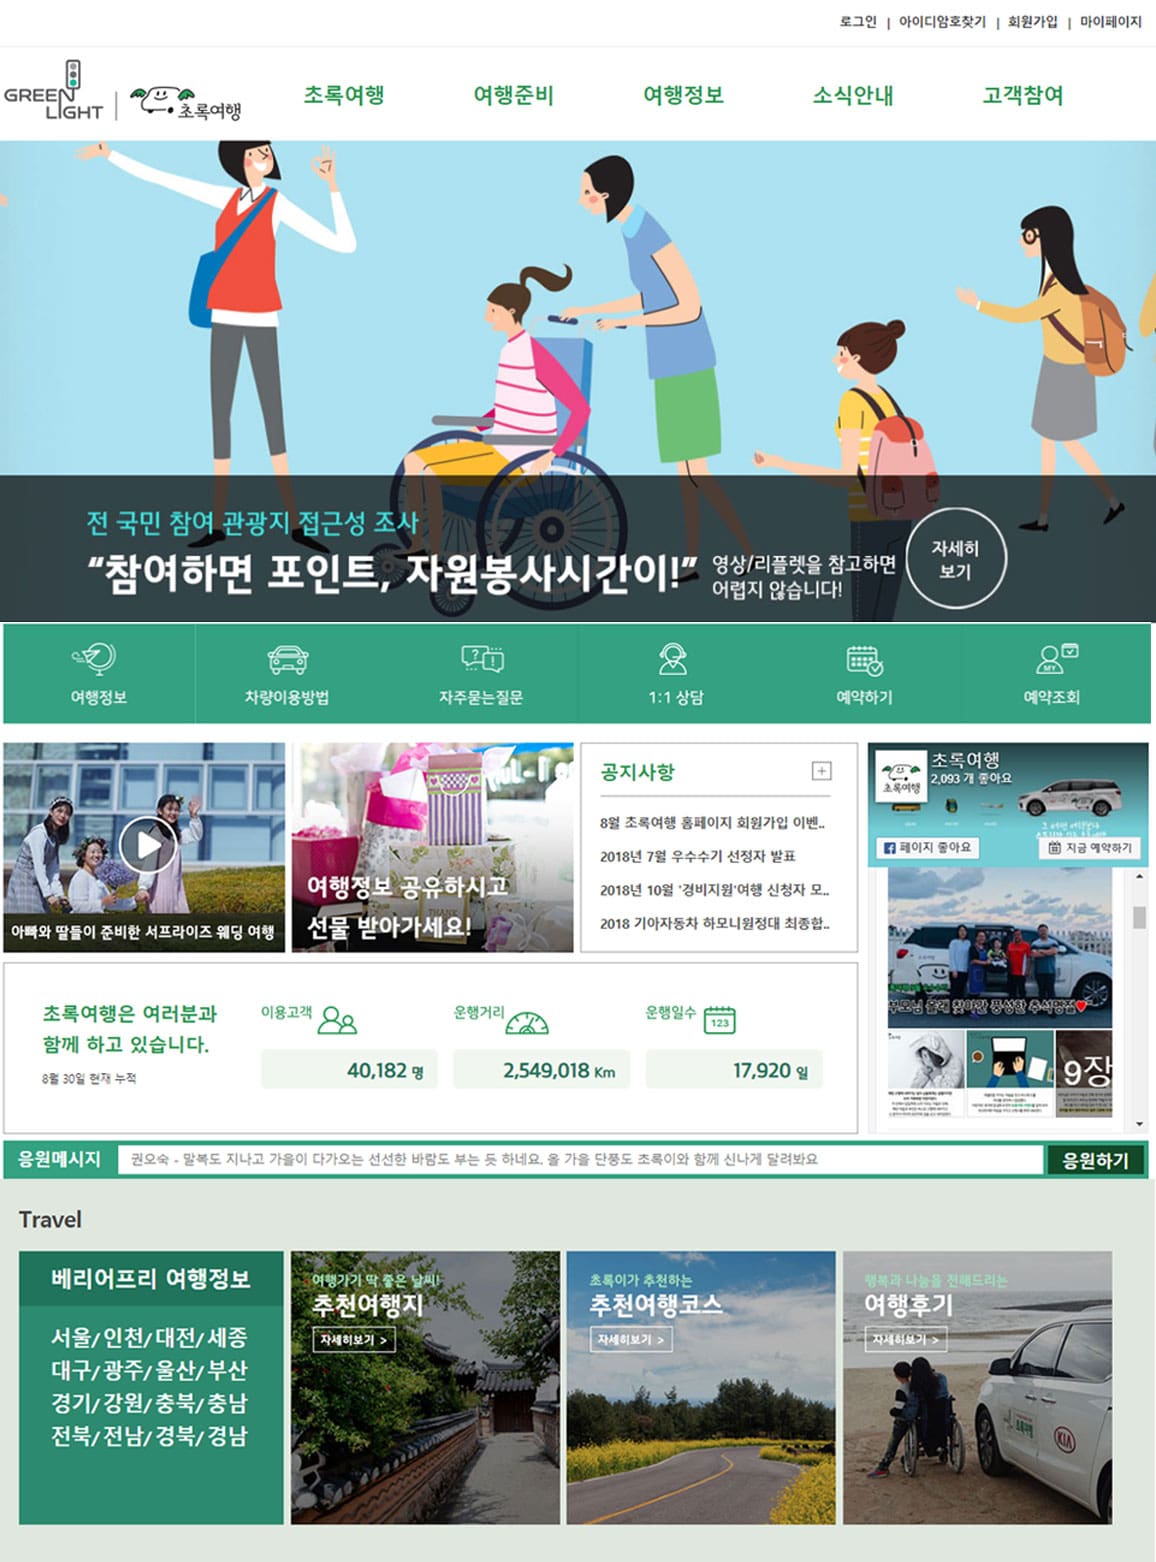 로그인 | 아이디암호찾기 | 회원가입 | 마이페이지
GREEN LIGHT | 초록여행
초록여행 여행준비 여행정보 소식안내 고객참여
전 국민 참여 관광지 접근성 조사
“참여하면 포인트, 자원봉사시간이!”
영상/리플렛을 참고하면
어렵지 않습니다!
자세히
보기
여행정보 차량이용방법 자주묻는질문 1:1 상담 예약하기 예약조회
아빠와 딸들이 준비한 서프라이즈 웨딩 여행
여행정보 공유하시고
선물 받아가세요!
공지사항
8월 초록여행 홈페이지 회원가입 이벤..
2018년 7월 우수수기 선정자 발표
2018년 10월 '경비지원'여행 신청자 모..
2018 기아자동차 하모니원정대 최종합..
초록여행
초록여행
2,093 개 좋아요
페이지 좋아요
지금 예약하기
부모님 몰래 찾아간 풍성한 추석명절
9장
초록여행은 여러분과
함께 하고 있습니다.
8월 30일 현재 누적
이용고객
40,182 명
운행거리
2,549,018 Km
운행일수
123
17,920 일
응원메시지
권오숙 - 말복도 지나고 가을이 다가오는 선선한 바람도 부는 듯 하네요. 올 가을 단풍도 초록이와 함께 신나게 달려봐요
응원하기
Travel
베리어프리 여행정보
서울/인천/대전/세종
대구/광주/울산/부산
경기/강원/충북/충남
전북/전남/경북/경남
여행가기 딱 좋은 날씨!
추천여행지
자세히보기 >
초록이가 추천하는
추천여행코스
자세히보기 >
행복과 나눔을 전해드리는
여행후기
자세히보기 >
초록여행
KIA